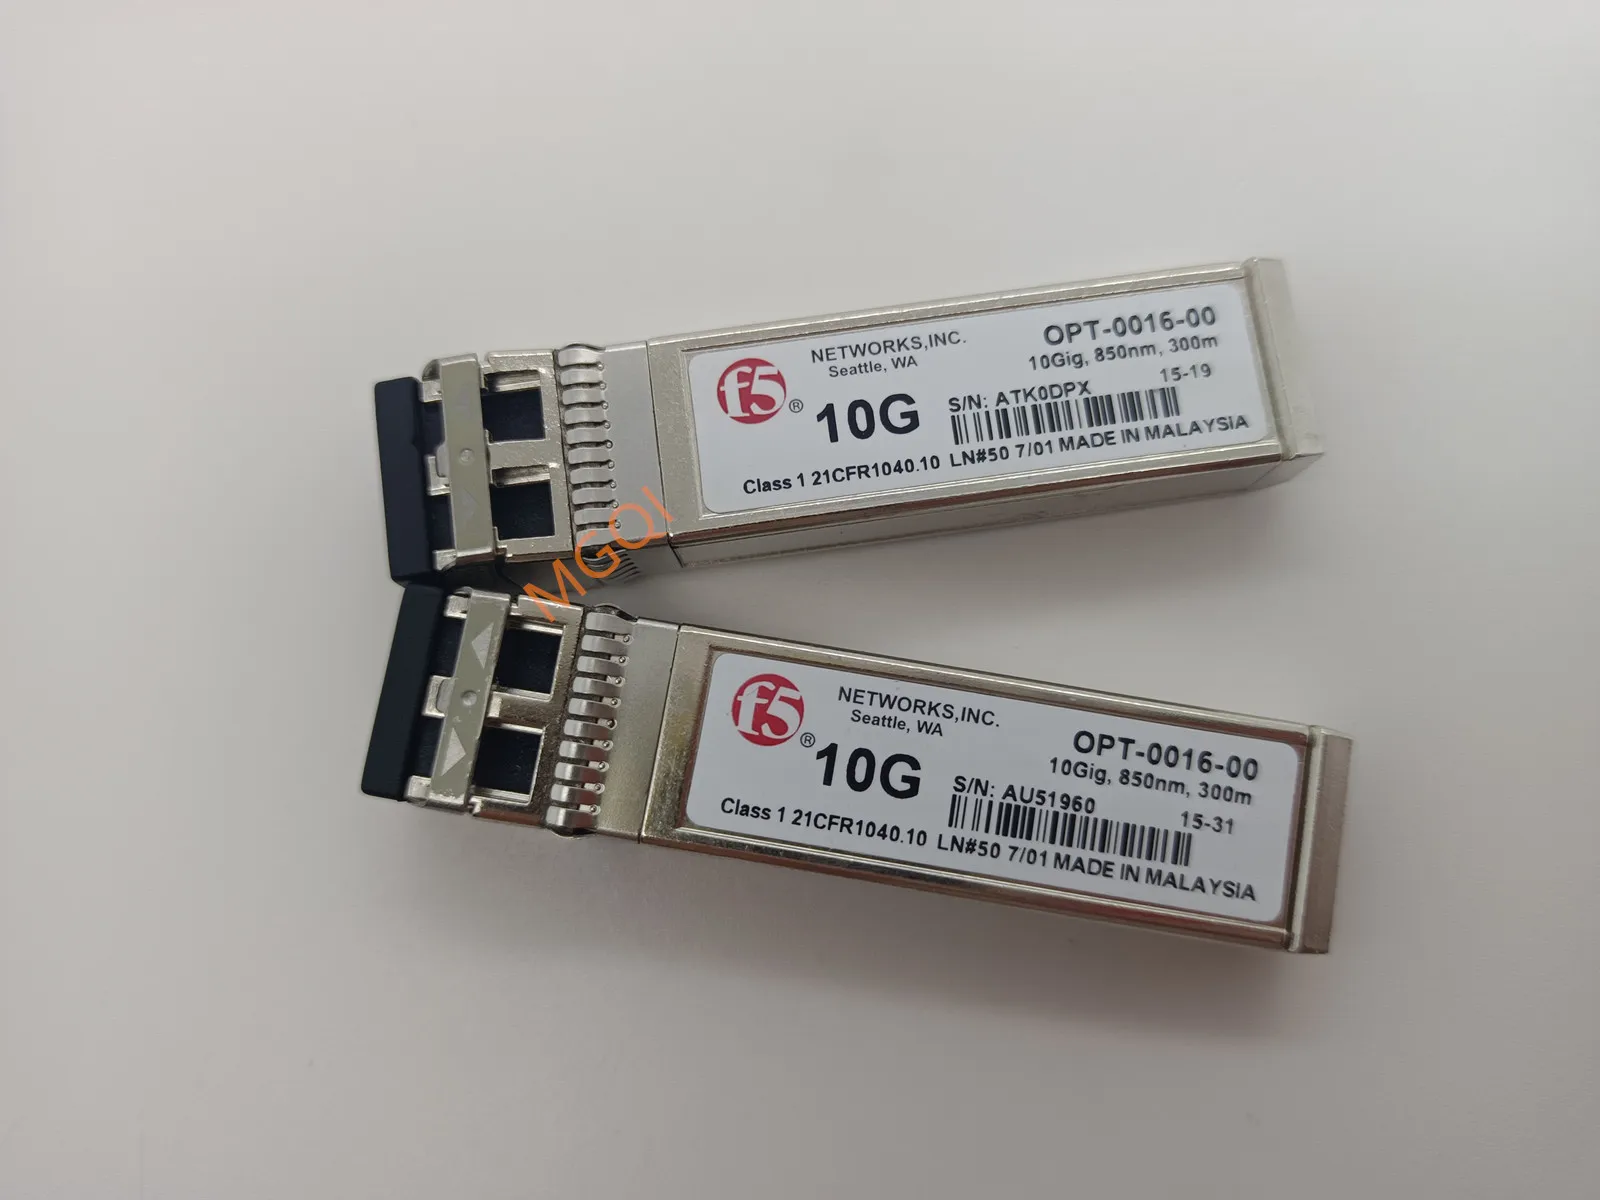 f5®
NETWORKS,INC.
Seattle, WA
10G
OPT-0016-00
10Gig, 850nm, 300m
S/N: ATK0DPX 15-19
Class 1 21CFR1040.10 LN#50 7/01 MADE IN MALAYSIA
MGQI
f5®
NETWORKS,INC.
Seattle, WA
10G
OPT-0016-00
10Gig, 850nm, 300m
S/N: AU51960 15-31
Class 1 21CFR1040.10 LN#50 7/01 MADE IN MALAYSIA